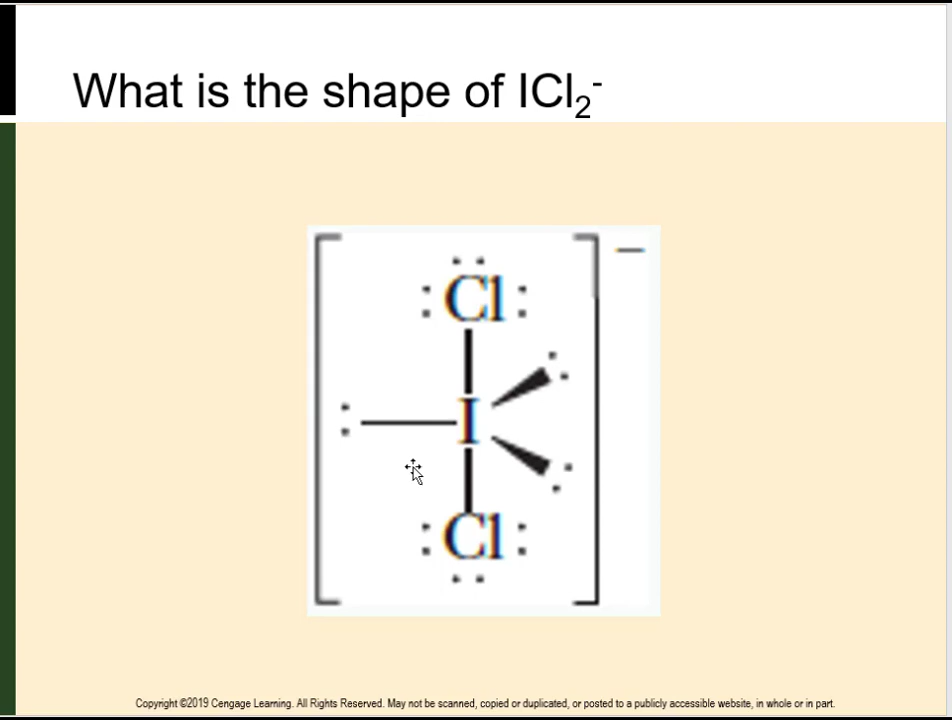 What is the shape of ICl₂⁻
–
Cl
I
Cl
Copyright ©2019 Cengage Learning. All Rights Reserved. May not be scanned, copied or duplicated, or posted to a publicly accessible website, in whole or in part.